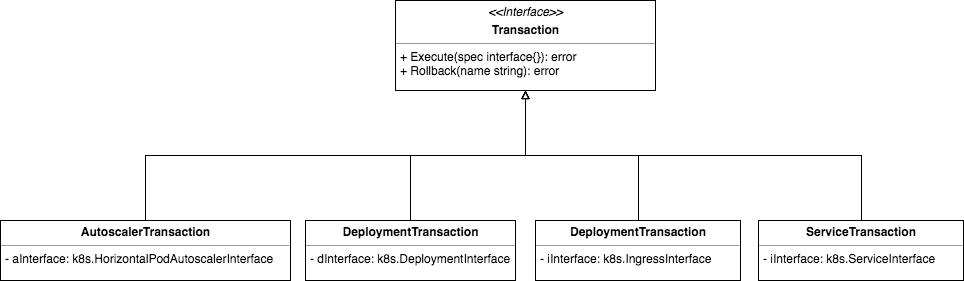 <<Interface>>
Transaction
+ Execute(spec interface{}): error
+ Rollback(name string): error
AutoscalerTransaction
- aInterface: k8s.HorizontalPodAutoscalerInterface
DeploymentTransaction
- dInterface: k8s.DeploymentInterface
DeploymentTransaction
- iInterface: k8s.IngressInterface
ServiceTransaction
- iInterface: k8s.ServiceInterface